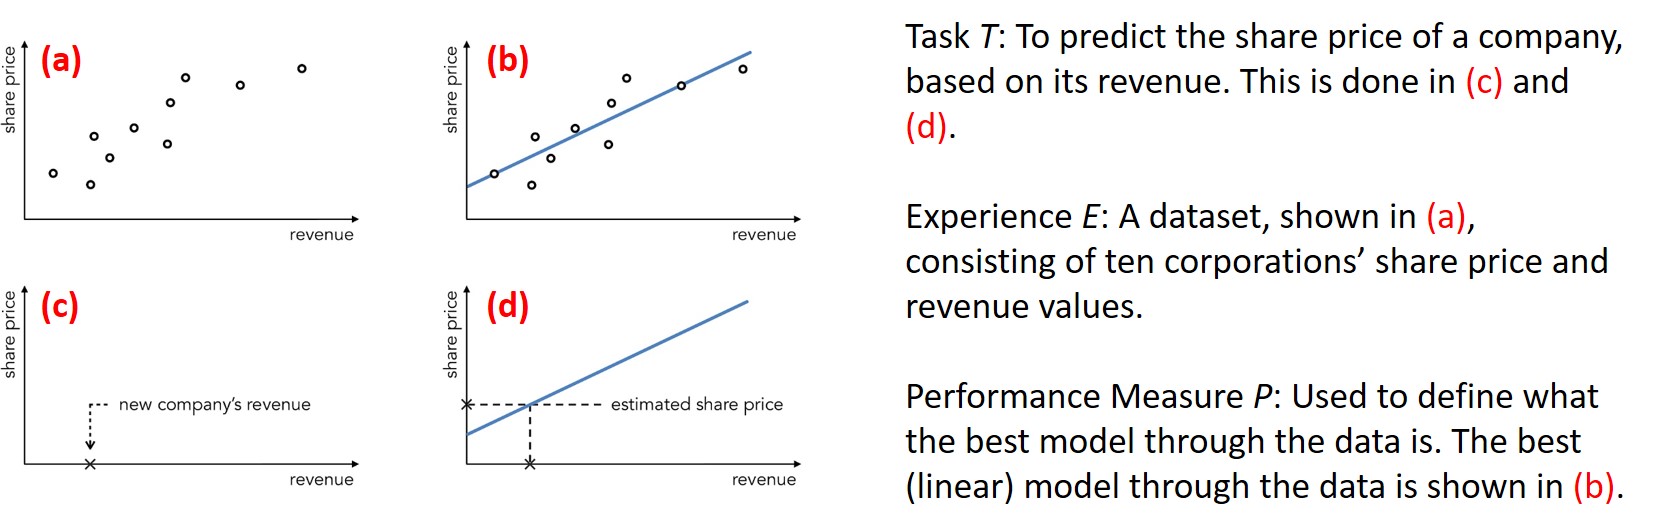 share price
(a)
revenue
share price
(b)
revenue
share price
(c)
new company's revenue
revenue
share price
(d)
estimated share price
revenue
Task T: To predict the share price of a company,
based on its revenue. This is done in (c) and
(d).
Experience E: A dataset, shown in (a),
consisting of ten corporations’ share price and
revenue values.
Performance Measure P: Used to define what
the best model through the data is. The best
(linear) model through the data is shown in (b).